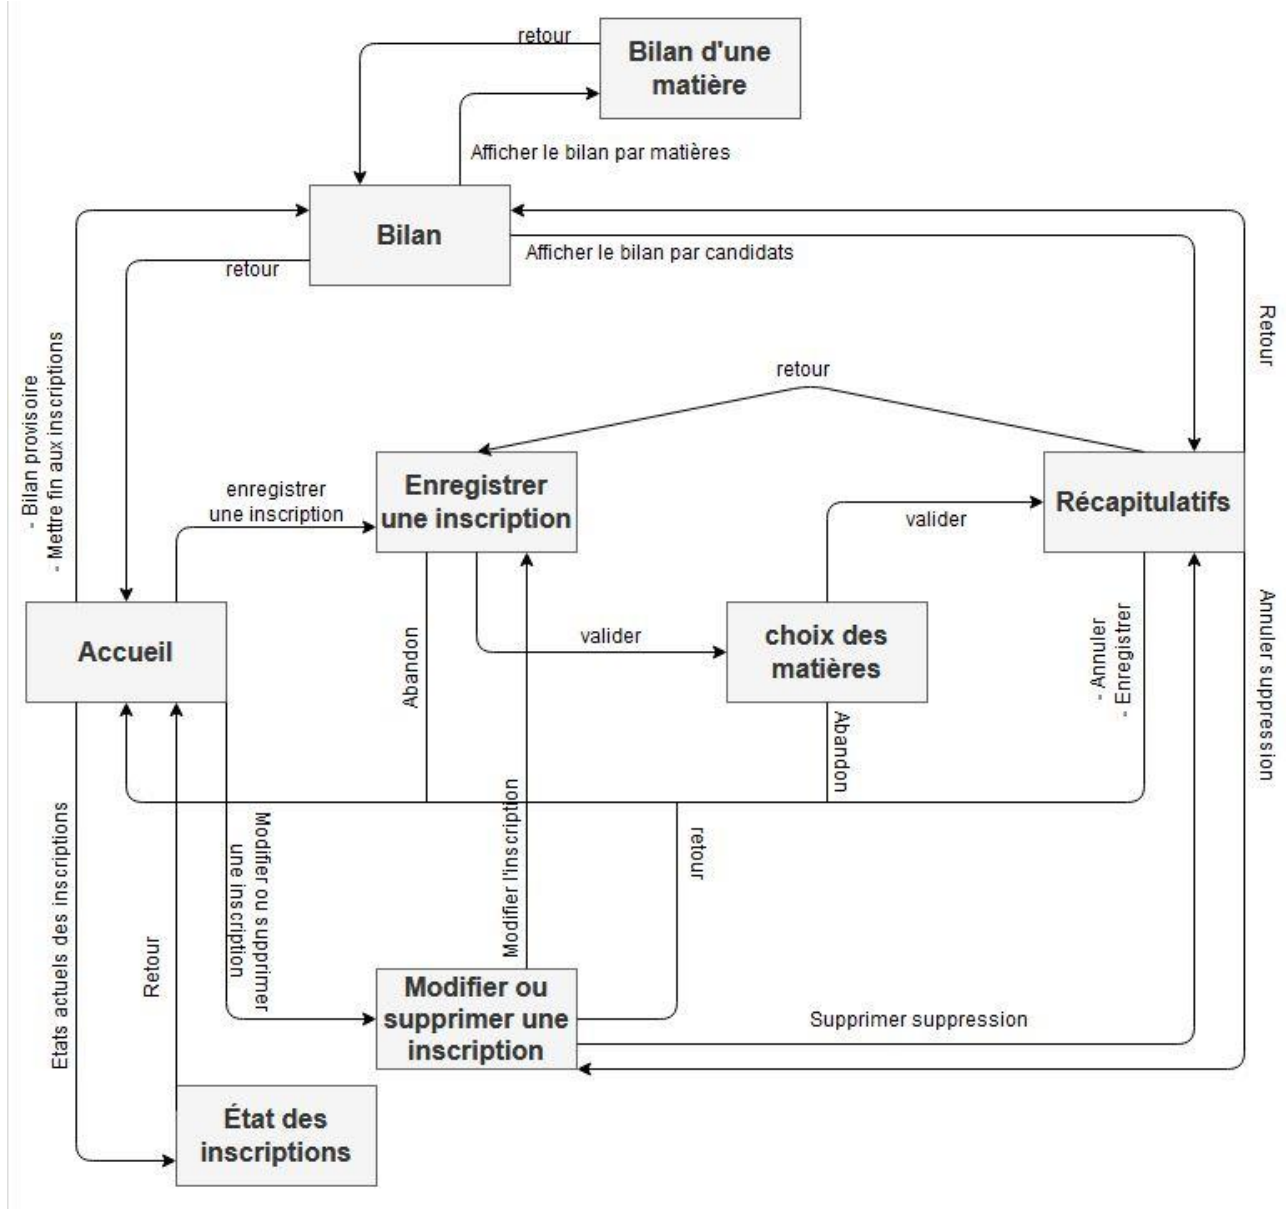 retour
Bilan d'une
matière
Afficher le bilan par matières
Bilan
Afficher le bilan par candidats
retour
Retour
- Bilan provisoire
- Mettre fin aux inscriptions
retour
enregistrer
une inscription
Enregistrer
une inscription
Récapitulatifs
valider
Accueil
Abandon
valider
choix des
matières
- Annuler
- Enregistrer
Annuler suppression
Abandon
Etats actuels des inscriptions
Modifier ou supprimer
une inscription
Modifier l'inscription
retour
Retour
Modifier ou
supprimer une
inscription
Supprimer suppression
État des
inscriptions